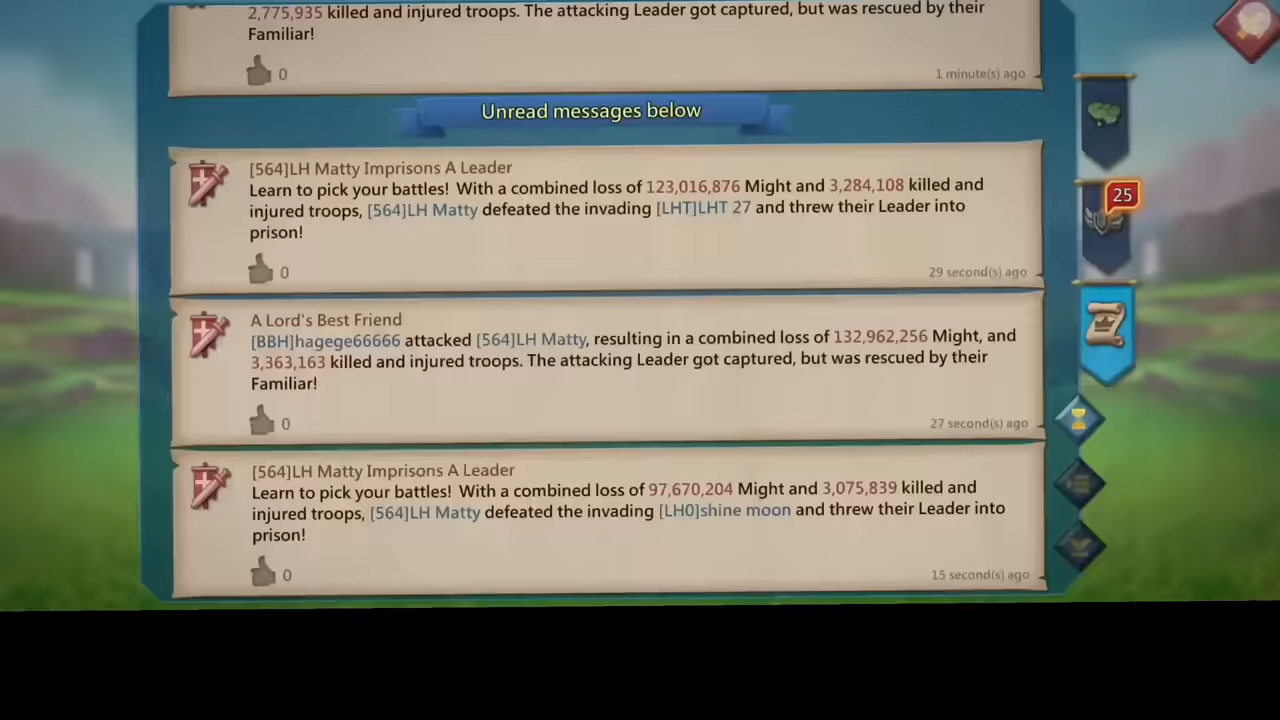 2,775,935 killed and injured troops. The attacking Leader got captured, but was rescued by their
Familiar!
0
1 minute(s) ago
Unread messages below
[564]LH Matty Imprisons A Leader
Learn to pick your battles! With a combined loss of 123,016,876 Might and 3,284,108 killed and
injured troops, [564]LH Matty defeated the invading [LHT]LHT 27 and threw their Leader into
prison!
0
29 second(s) ago
A Lord's Best Friend
[BBH]hagege66666 attacked [564]LH Matty, resulting in a combined loss of 132,962,256 Might, and
3,363,163 killed and injured troops. The attacking Leader got captured, but was rescued by their
Familiar!
0
27 second(s) ago
[564]LH Matty Imprisons A Leader
Learn to pick your battles! With a combined loss of 97,670,204 Might and 3,075,839 killed and
injured troops, [564]LH Matty defeated the invading [LH0]shine moon and threw their Leader into
prison!
0
15 second(s) ago
25